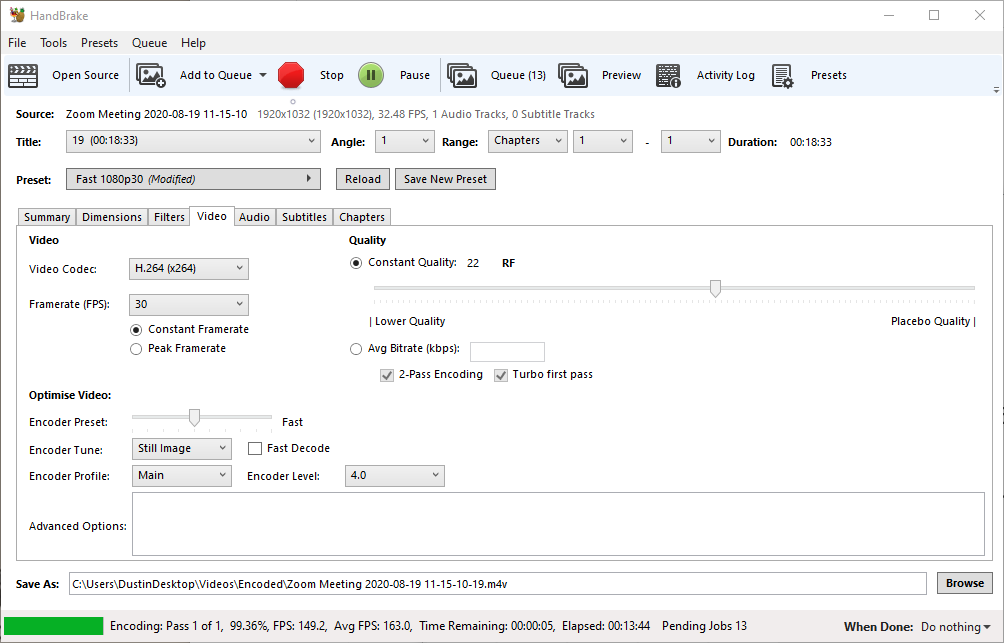 HandBrake
File Tools Presets Queue Help
Open Source Add to Queue Stop Pause Queue (13) Preview Activity Log Presets
Source: Zoom Meeting 2020-08-19 11-15-10 1920x1032 (1920x1032), 32.48 FPS, 1 Audio Tracks, 0 Subtitle Tracks
Title: 19 (00:18:33) Angle: 1 Range: Chapters 1 - 1 Duration: 00:18:33
Preset: Fast 1080p30 (Modified) Reload Save New Preset
Summary Dimensions Filters Video Audio Subtitles Chapters
Video Quality
Video Codec: H.264 (x264) Constant Quality: 22 RF
Framerate (FPS): 30
| Lower Quality Placebo Quality |
Constant Framerate
Peak Framerate Avg Bitrate (kbps):
2-Pass Encoding Turbo first pass
Optimise Video:
Encoder Preset: Fast
Encoder Tune: Still Image Fast Decode
Encoder Profile: Main Encoder Level: 4.0
Advanced Options:
Save As: C:\Users\DustinDesktop\Videos\Encoded\Zoom Meeting 2020-08-19 11-15-10-19.m4v Browse
Encoding: Pass 1 of 1, 99.36%, FPS: 149.2, Avg FPS: 163.0, Time Remaining: 00:00:05, Elapsed: 00:13:44 Pending Jobs 13 When Done: Do nothing